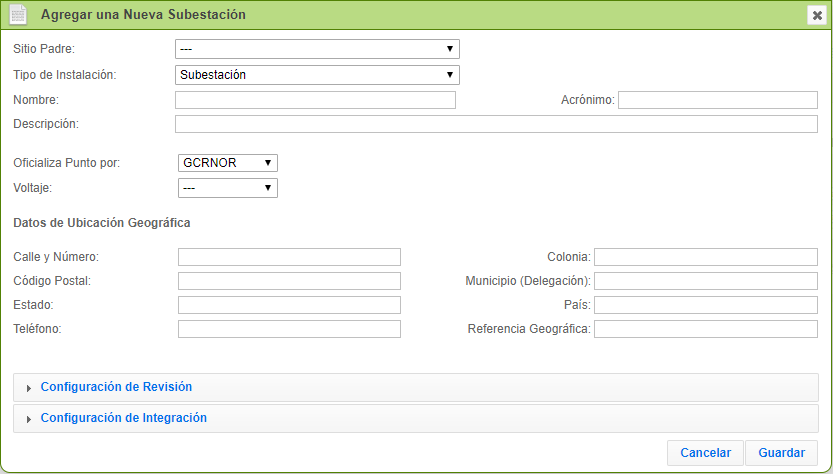 Agregar una Nueva Subestación
Sitio Padre: ---
Tipo de Instalación: Subestación
Nombre: Acrónimo:
Descripción:
Oficializa Punto por: GCRNOR
Voltaje: ---
Datos de Ubicación Geográfica
Calle y Número: Colonia:
Código Postal: Municipio (Delegación):
Estado: País:
Teléfono: Referencia Geográfica:
Configuración de Revisión
Configuración de Integración
Cancelar Guardar